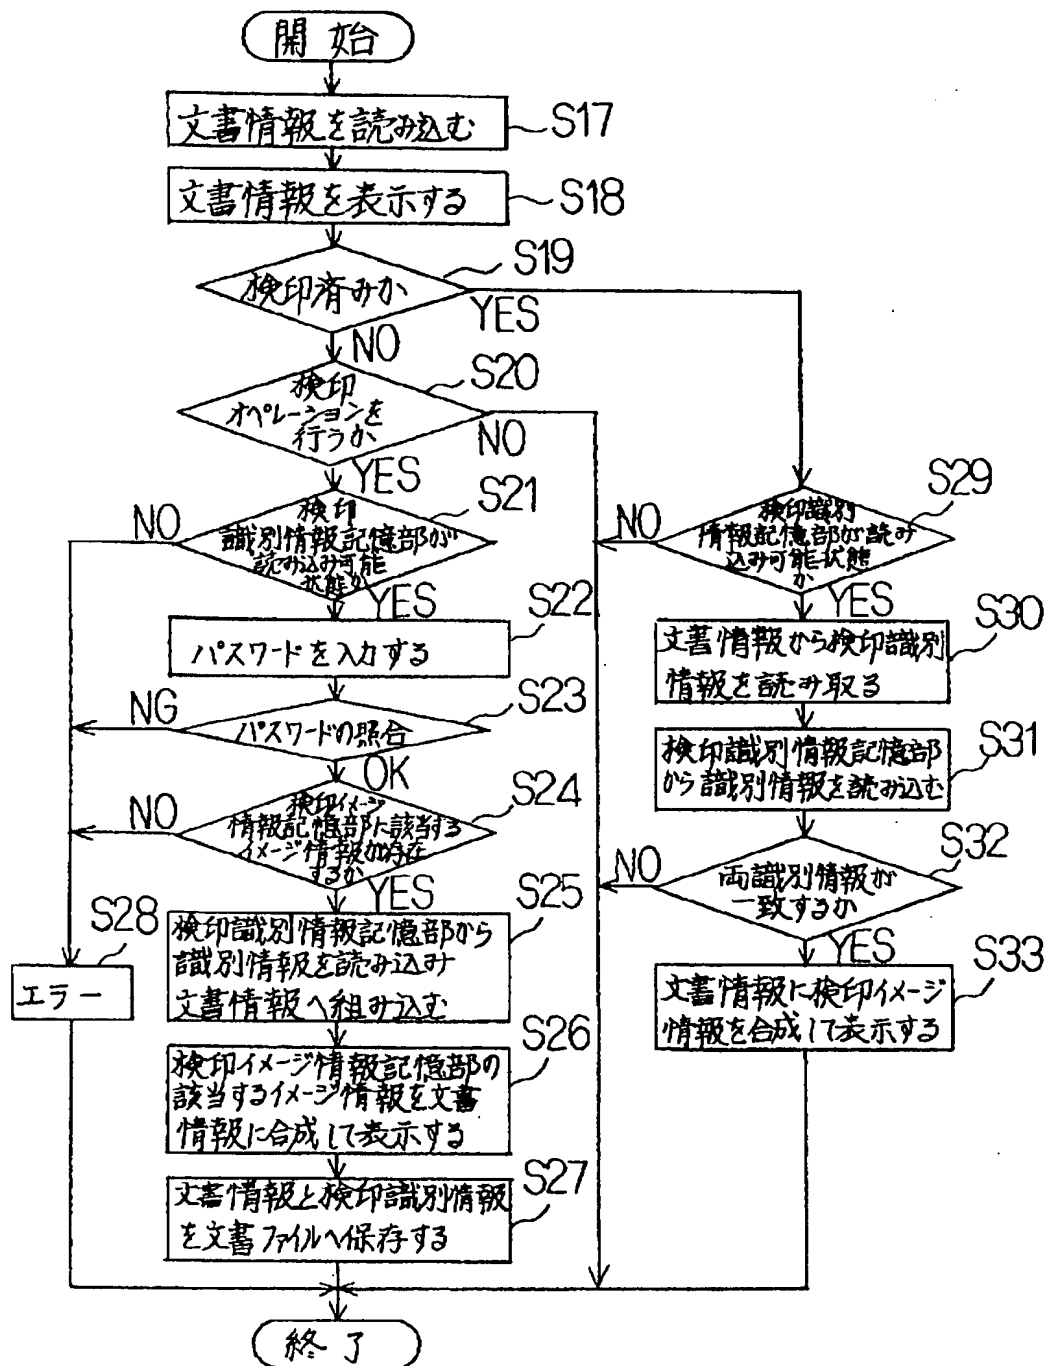 開始
文書情報を読み込む
S17
文書情報を表示する
S18
検印済みか
S19
YES
NO
検印
オペレーションを
行うか
S20
NO
YES
検印
識別情報記憶部が
読み込み可能
状態か
S21
NO
YES
パスワードを入力する
S22
パスワードの照合
S23
NG
OK
検印イメージ
情報記憶部に該当する
イメージ情報が存在
するか
S24
NO
YES
検印識別情報記憶部から
識別情報を読み込み
文書情報へ組み込む
S25
検印イメージ情報記憶部の
該当するイメージ情報を文書
情報に合成して表示する
S26
文書情報と検印識別情報
を文書ファイルへ保存する
S27
S28
エラー
検印識別
情報記憶部が読み
込み可能状態
か
S29
NO
YES
文書情報から検印識別
情報を読み取る
S30
検印識別情報記憶部
から識別情報を読み込む
S31
両識別情報が
一致するか
S32
NO
YES
文書情報に検印イメージ
情報を合成して表示する
S33
終了